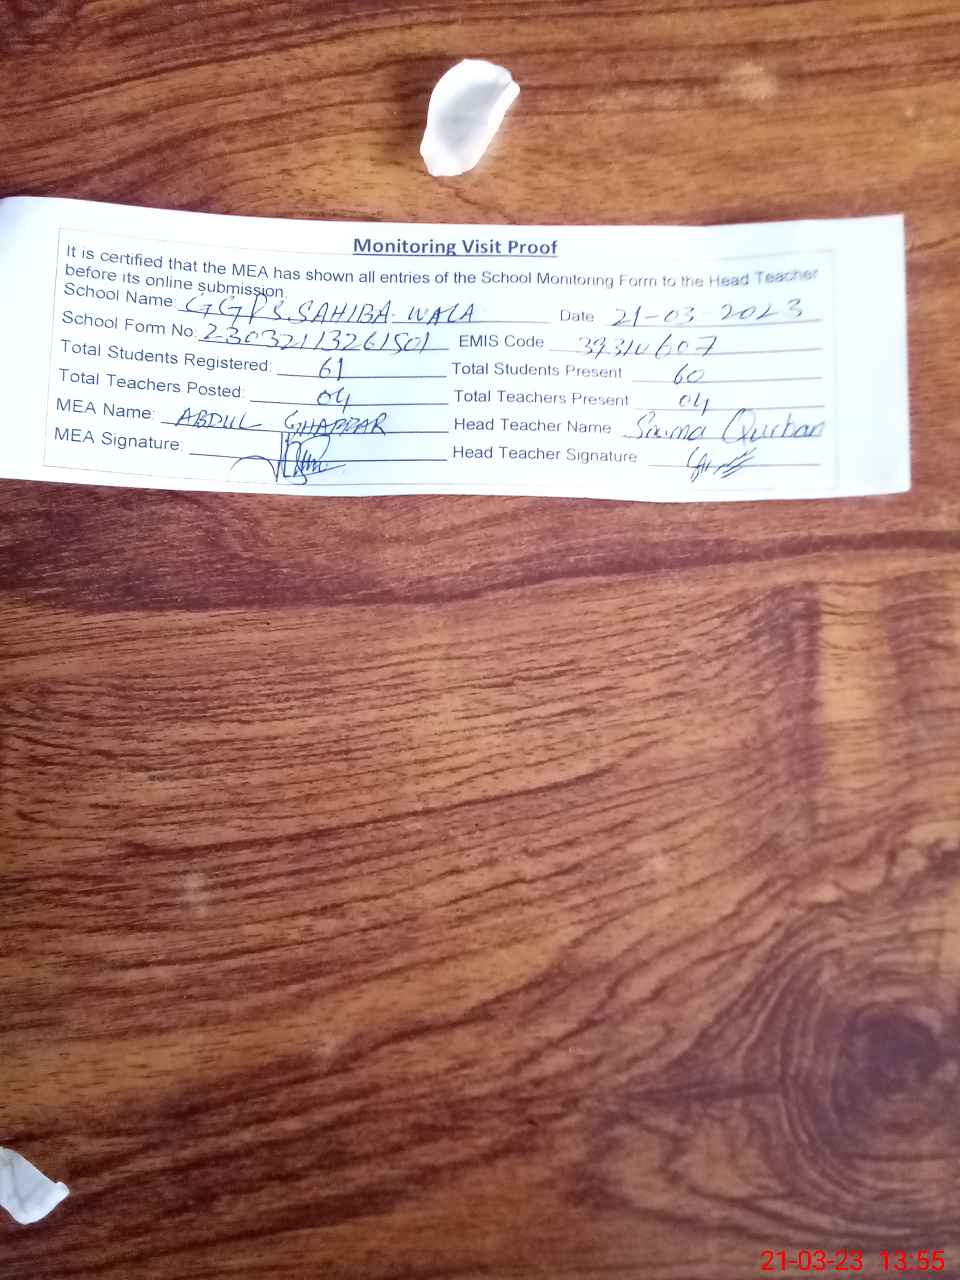 Monitoring Visit Proof
It is certified that the MEA has shown all entries of the School Monitoring Form to the Head Teacher
before its online submission.
School Name: GGPS. SAHIBA. WALA Date 21-03-2023
School Form No: 23032113261501 EMIS Code
Total Students Registered: 61 Total Students Present 60
Total Teachers Posted: 04 Total Teachers Present 04
MEA Name: ABDUL GHAFFAR Head Teacher Name Qurban
MEA Signature: Head Teacher Signature
21-03-23 13:55